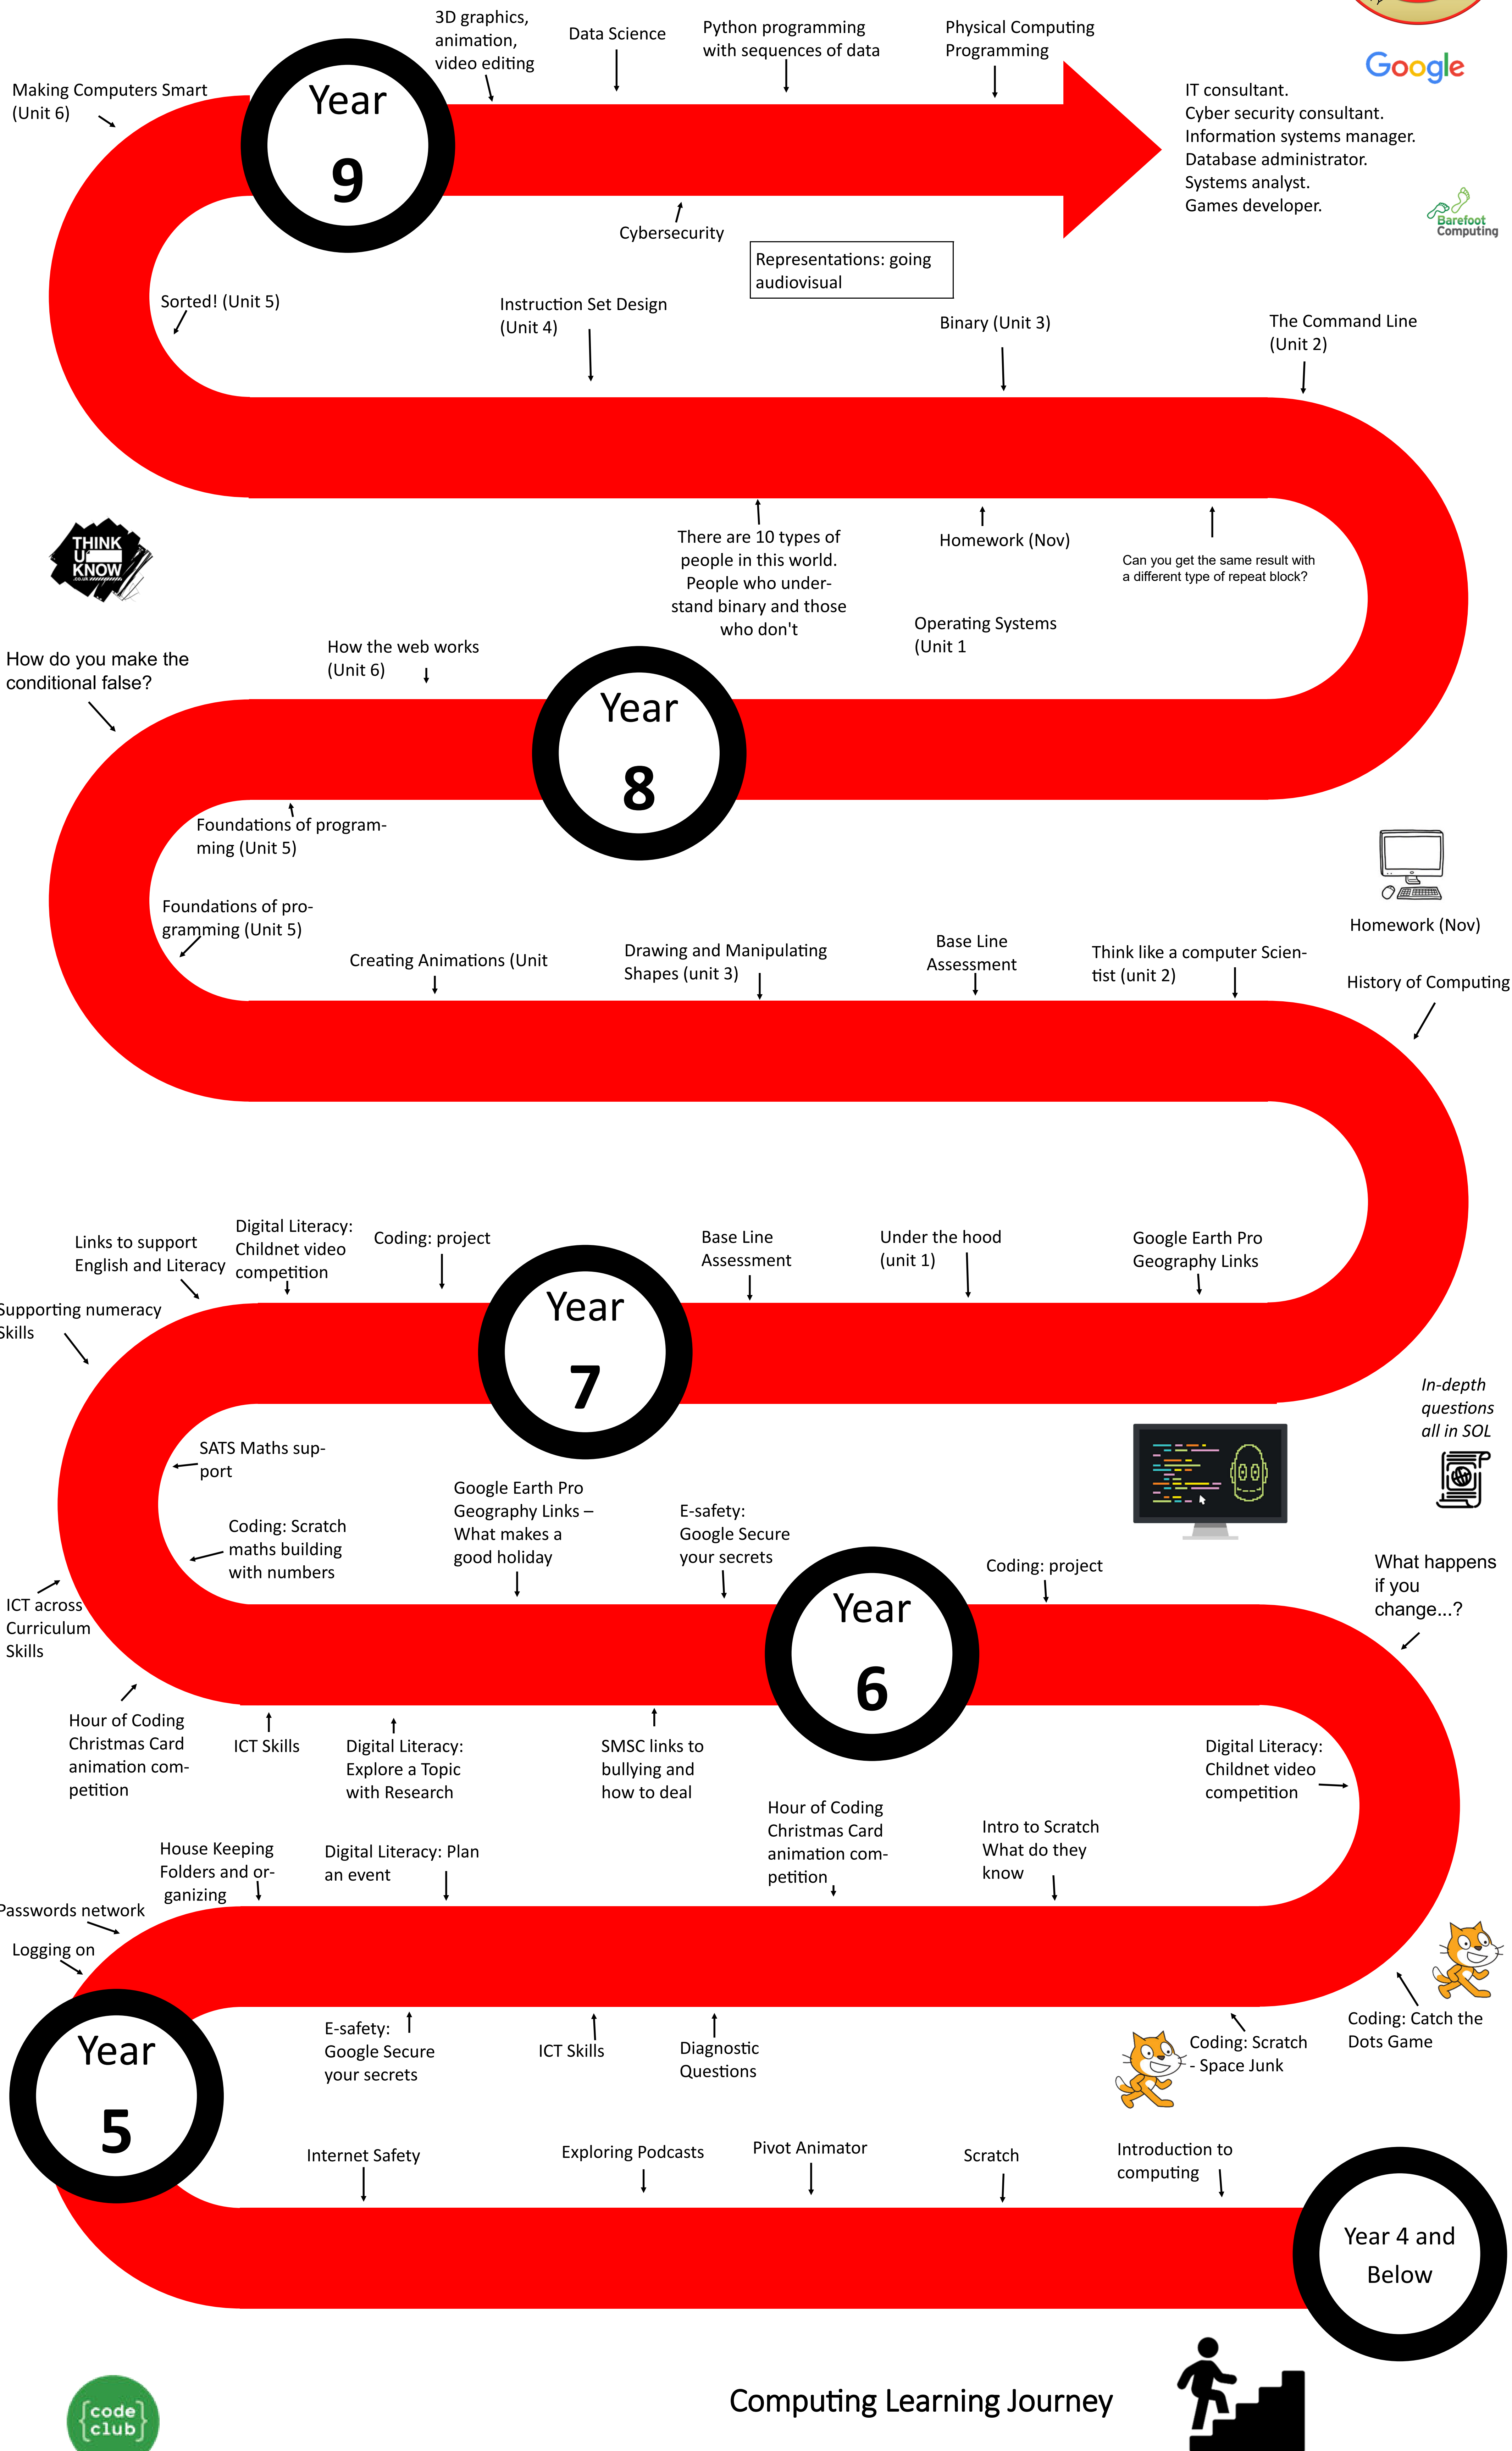 3D graphics,
animation,
video editing
Data Science
Python programming
with sequences of data
Physical Computing
Programming
Google
Making Computers Smart
(Unit 6)
Year
9
IT consultant.
Cyber security consultant.
Information systems manager.
Database administrator.
Systems analyst.
Games developer.
Barefoot
Computing
Cybersecurity
Representations: going
audiovisual
Sorted! (Unit 5)
Instruction Set Design
(Unit 4)
Binary (Unit 3)
The Command Line
(Unit 2)
THINK
U
KNOW
.CO.UK
There are 10 types of
people in this world.
People who under-
stand binary and those
who don't
Homework (Nov)
Can you get the same result with
a different type of repeat block?
Operating Systems
(Unit 1
How do you make the
conditional false?
How the web works
(Unit 6)
Year
8
Foundations of program-
ming (Unit 5)
Foundations of pro-
gramming (Unit 5)
Creating Animations (Unit
Drawing and Manipulating
Shapes (unit 3)
Base Line
Assessment
Think like a computer Scien-
tist (unit 2)
Homework (Nov)
History of Computing
Links to support
English and Literacy
Digital Literacy:
Childnet video
competition
Coding: project
Base Line
Assessment
Under the hood
(unit 1)
Google Earth Pro
Geography Links
Supporting numeracy
Skills
Year
7
In-depth
questions
all in SOL
SATS Maths sup-
port
Google Earth Pro
Geography Links –
What makes a
good holiday
E-safety:
Google Secure
your secrets
Coding: Scratch
maths building
with numbers
Coding: project
What happens
if you
change...?
ICT across
Curriculum
Skills
Year
6
Hour of Coding
Christmas Card
animation com-
petition
ICT Skills
Digital Literacy:
Explore a Topic
with Research
SMSC links to
bullying and
how to deal
Digital Literacy:
Childnet video
competition
Hour of Coding
Christmas Card
animation com-
petition
Intro to Scratch
What do they
know
House Keeping
Folders and or-
ganizing
Digital Literacy: Plan
an event
Passwords network
Logging on
Year
5
E-safety:
Google Secure
your secrets
ICT Skills
Diagnostic
Questions
Coding: Scratch
- Space Junk
Coding: Catch the
Dots Game
Internet Safety
Exploring Podcasts
Pivot Animator
Scratch
Introduction to
computing
Year 4 and
Below
{code
club}
Computing Learning Journey